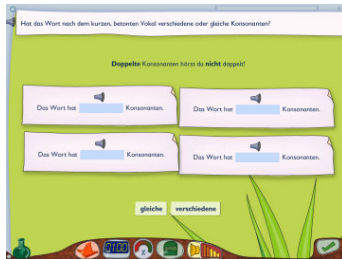 Hat das Wort nach dem kurzen, betonten Vokal verschiedene oder gleiche Konsonanten?
Doppelte Konsonanten hörst du nicht doppelt!
Das Wort hat Konsonanten.
Das Wort hat Konsonanten.
Das Wort hat Konsonanten.
Das Wort hat Konsonanten.
gleiche verschiedene